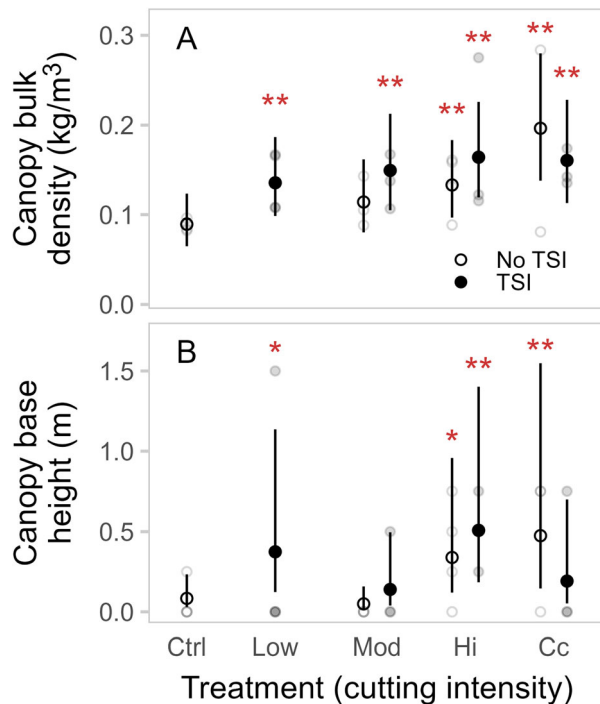 A
**
**
**
**
**
**
0.3
0.2
0.1
0.0
Canopy bulk
density (kg/m³)
No TSI
TSI
B
*
*
**
**
1.5
1.0
0.5
0.0
Canopy base
height (m)
Ctrl Low Mod Hi Cc
Treatment (cutting intensity)